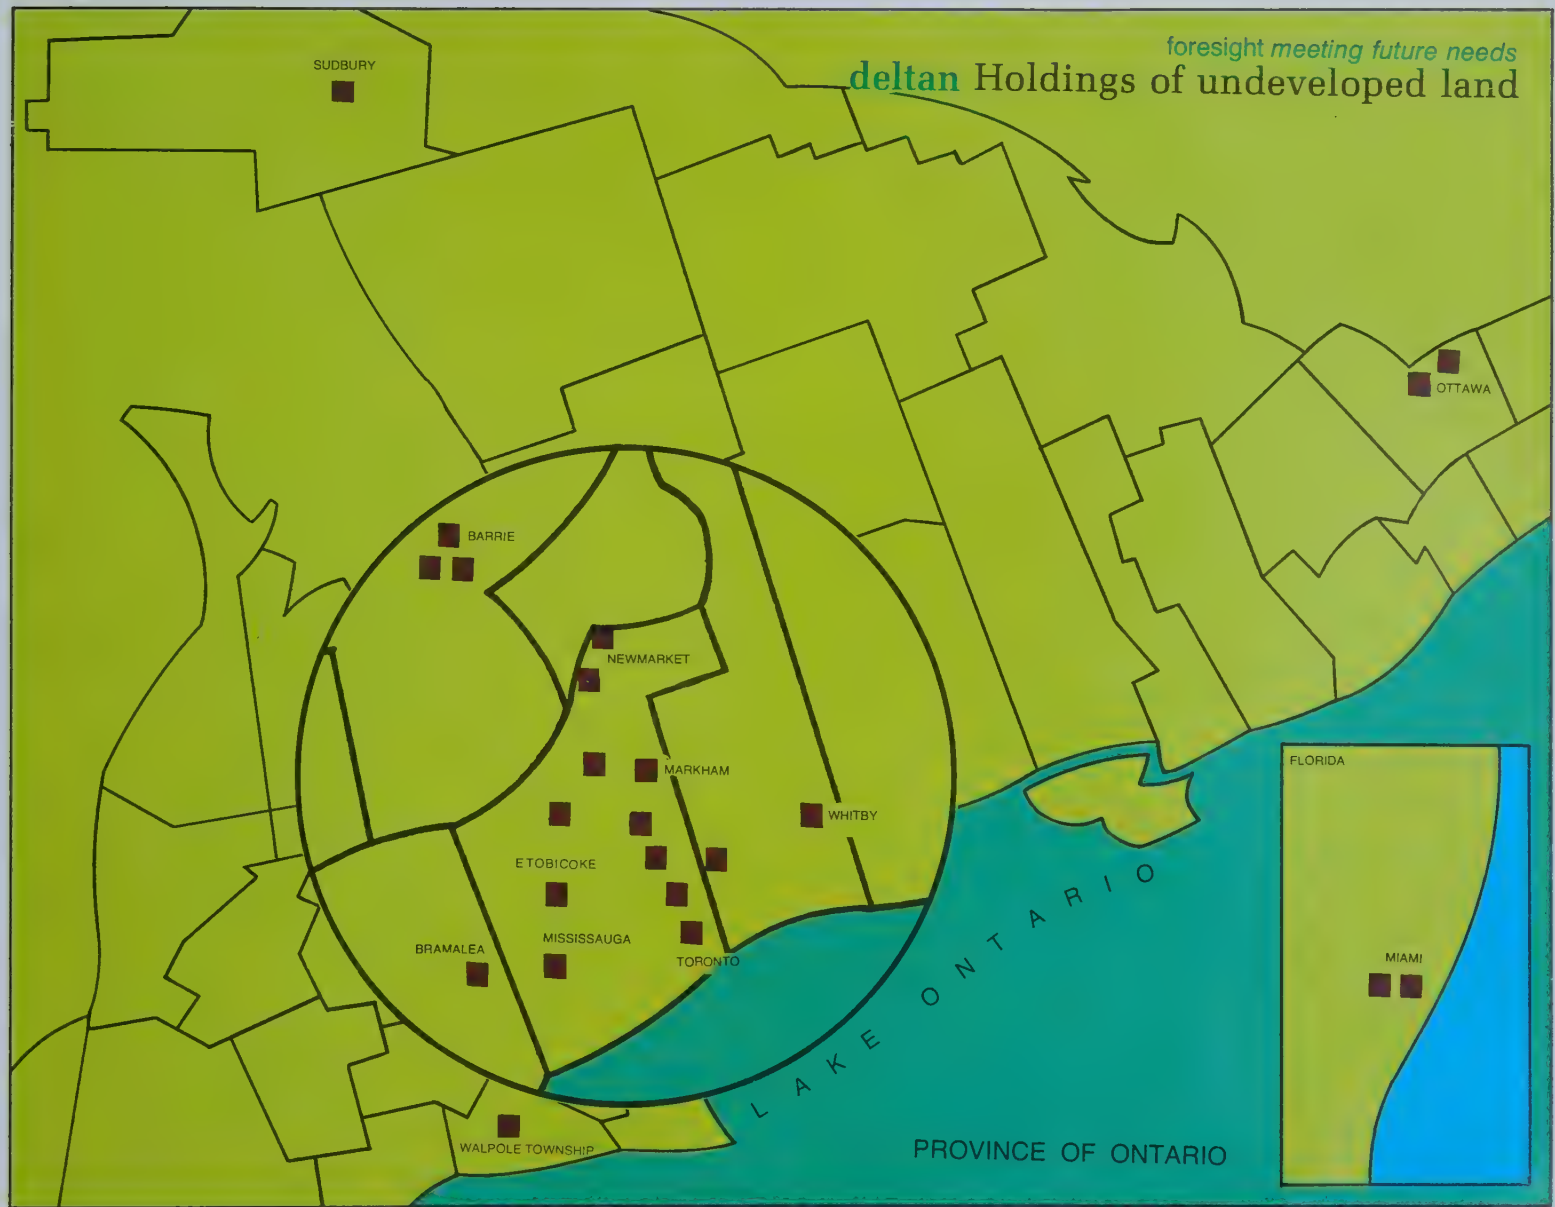 foresight meeting future needs
deltan Holdings of undeveloped land
SUDBURY
OTTAWA
BARRIE
NEWMARKET
MARKHAM
WHITBY
ETOBICOKE
MISSISSAUGA
BRAMALEA
TORONTO
LAKE ONTARIO
WALPOLE TOWNSHIP
PROVINCE OF ONTARIO
FLORIDA
MIAMI